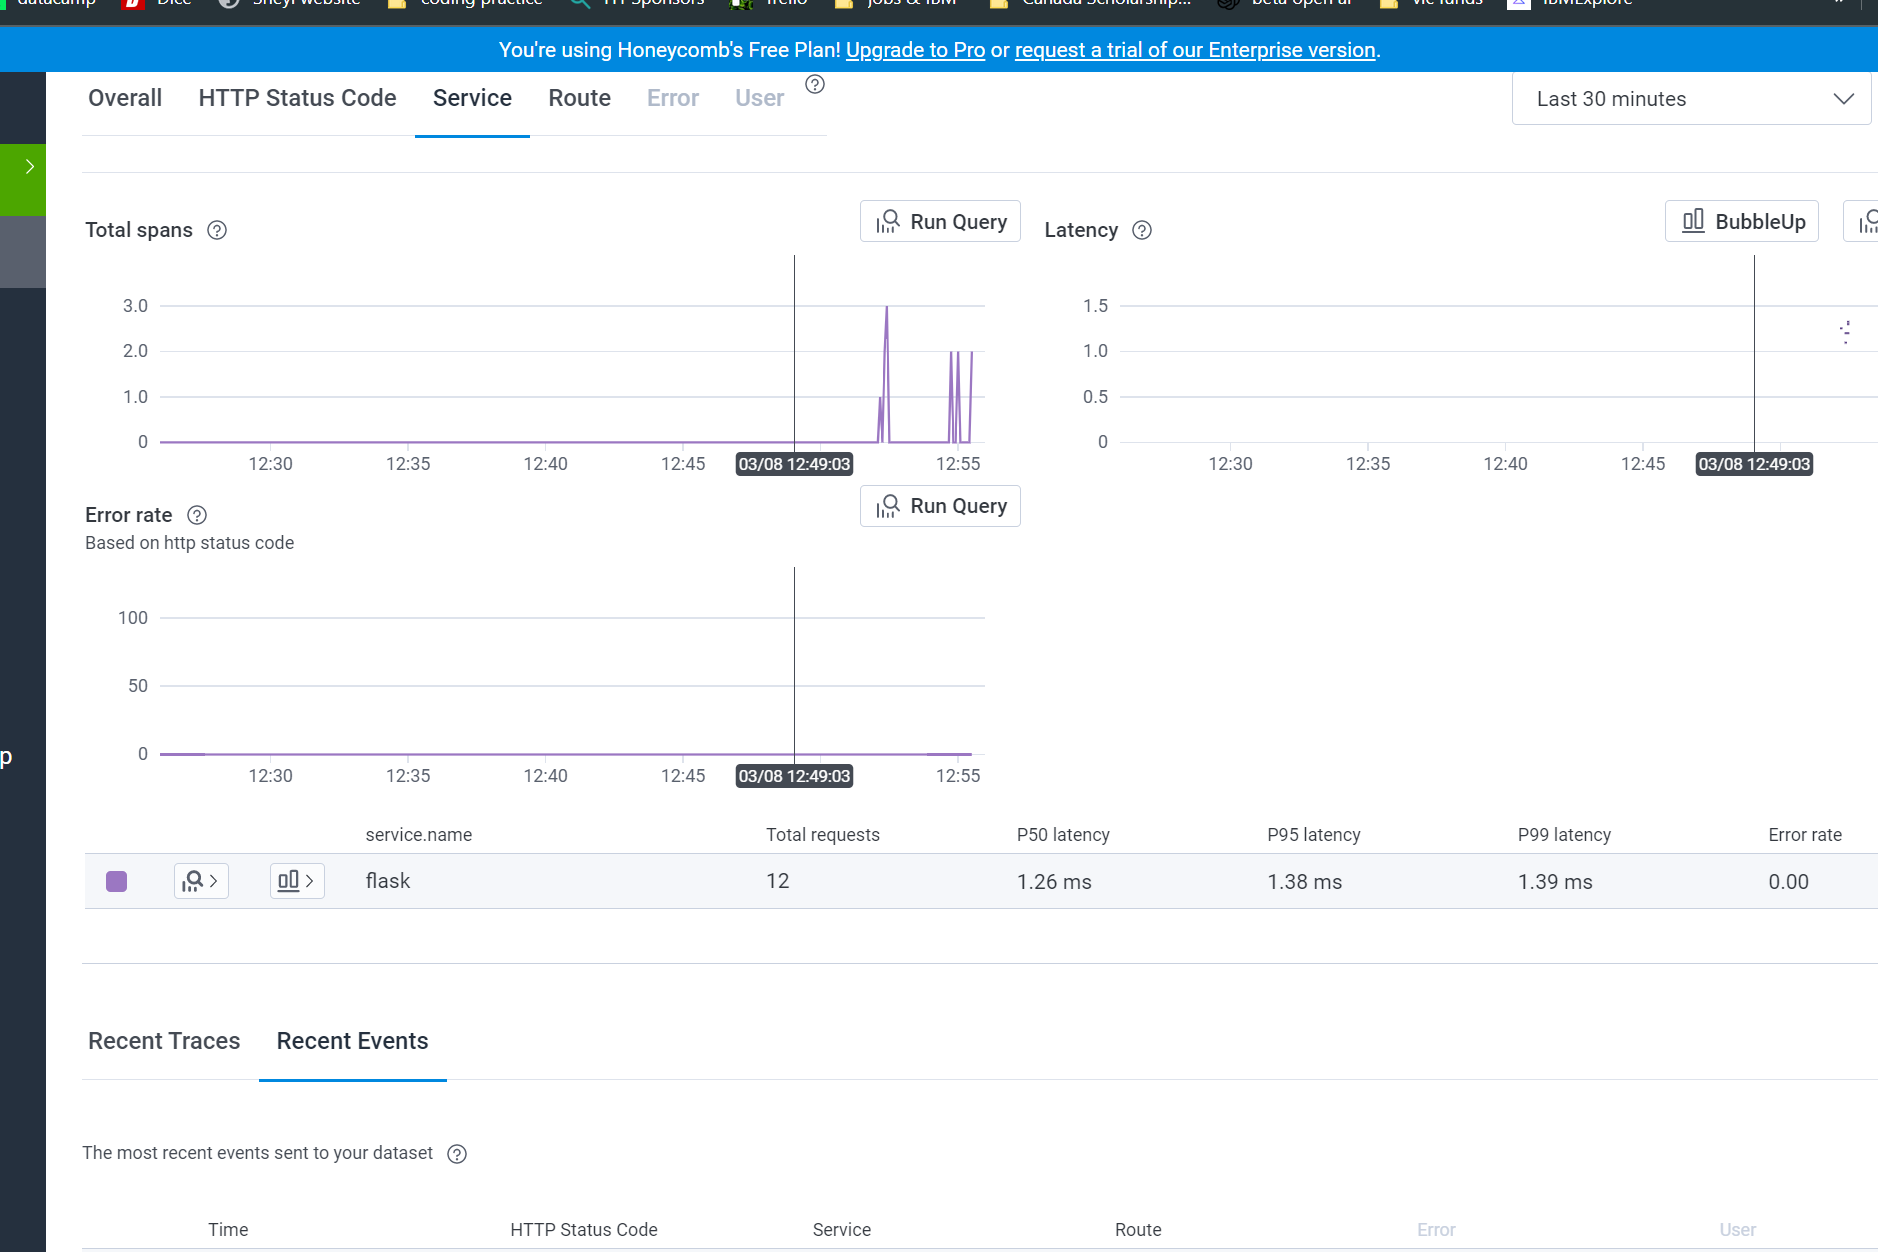 datacamp Dice Sheyl website coding practice HTSponsors Trello jobs & IBM Canada Scholarship... beta open ai vic funds IBMExplore
You're using Honeycomb's Free Plan! Upgrade to Pro or request a trial of our Enterprise version.
Overall HTTP Status Code Service Route Error User
Last 30 minutes
Total spans
Run Query
3.0
2.0
1.0
0
12:30 12:35 12:40 12:45 03/08 12:49:03 12:55
Latency
BubbleUp
1.5
1.0
0.5
0
12:30 12:35 12:40 12:45 03/08 12:49:03
Error rate
Based on http status code
Run Query
100
50
0
12:30 12:35 12:40 12:45 03/08 12:49:03 12:55
p
service.name Total requests P50 latency P95 latency P99 latency Error rate
flask 12 1.26 ms 1.38 ms 1.39 ms 0.00
Recent Traces Recent Events
The most recent events sent to your dataset
Time HTTP Status Code Service Route Error User